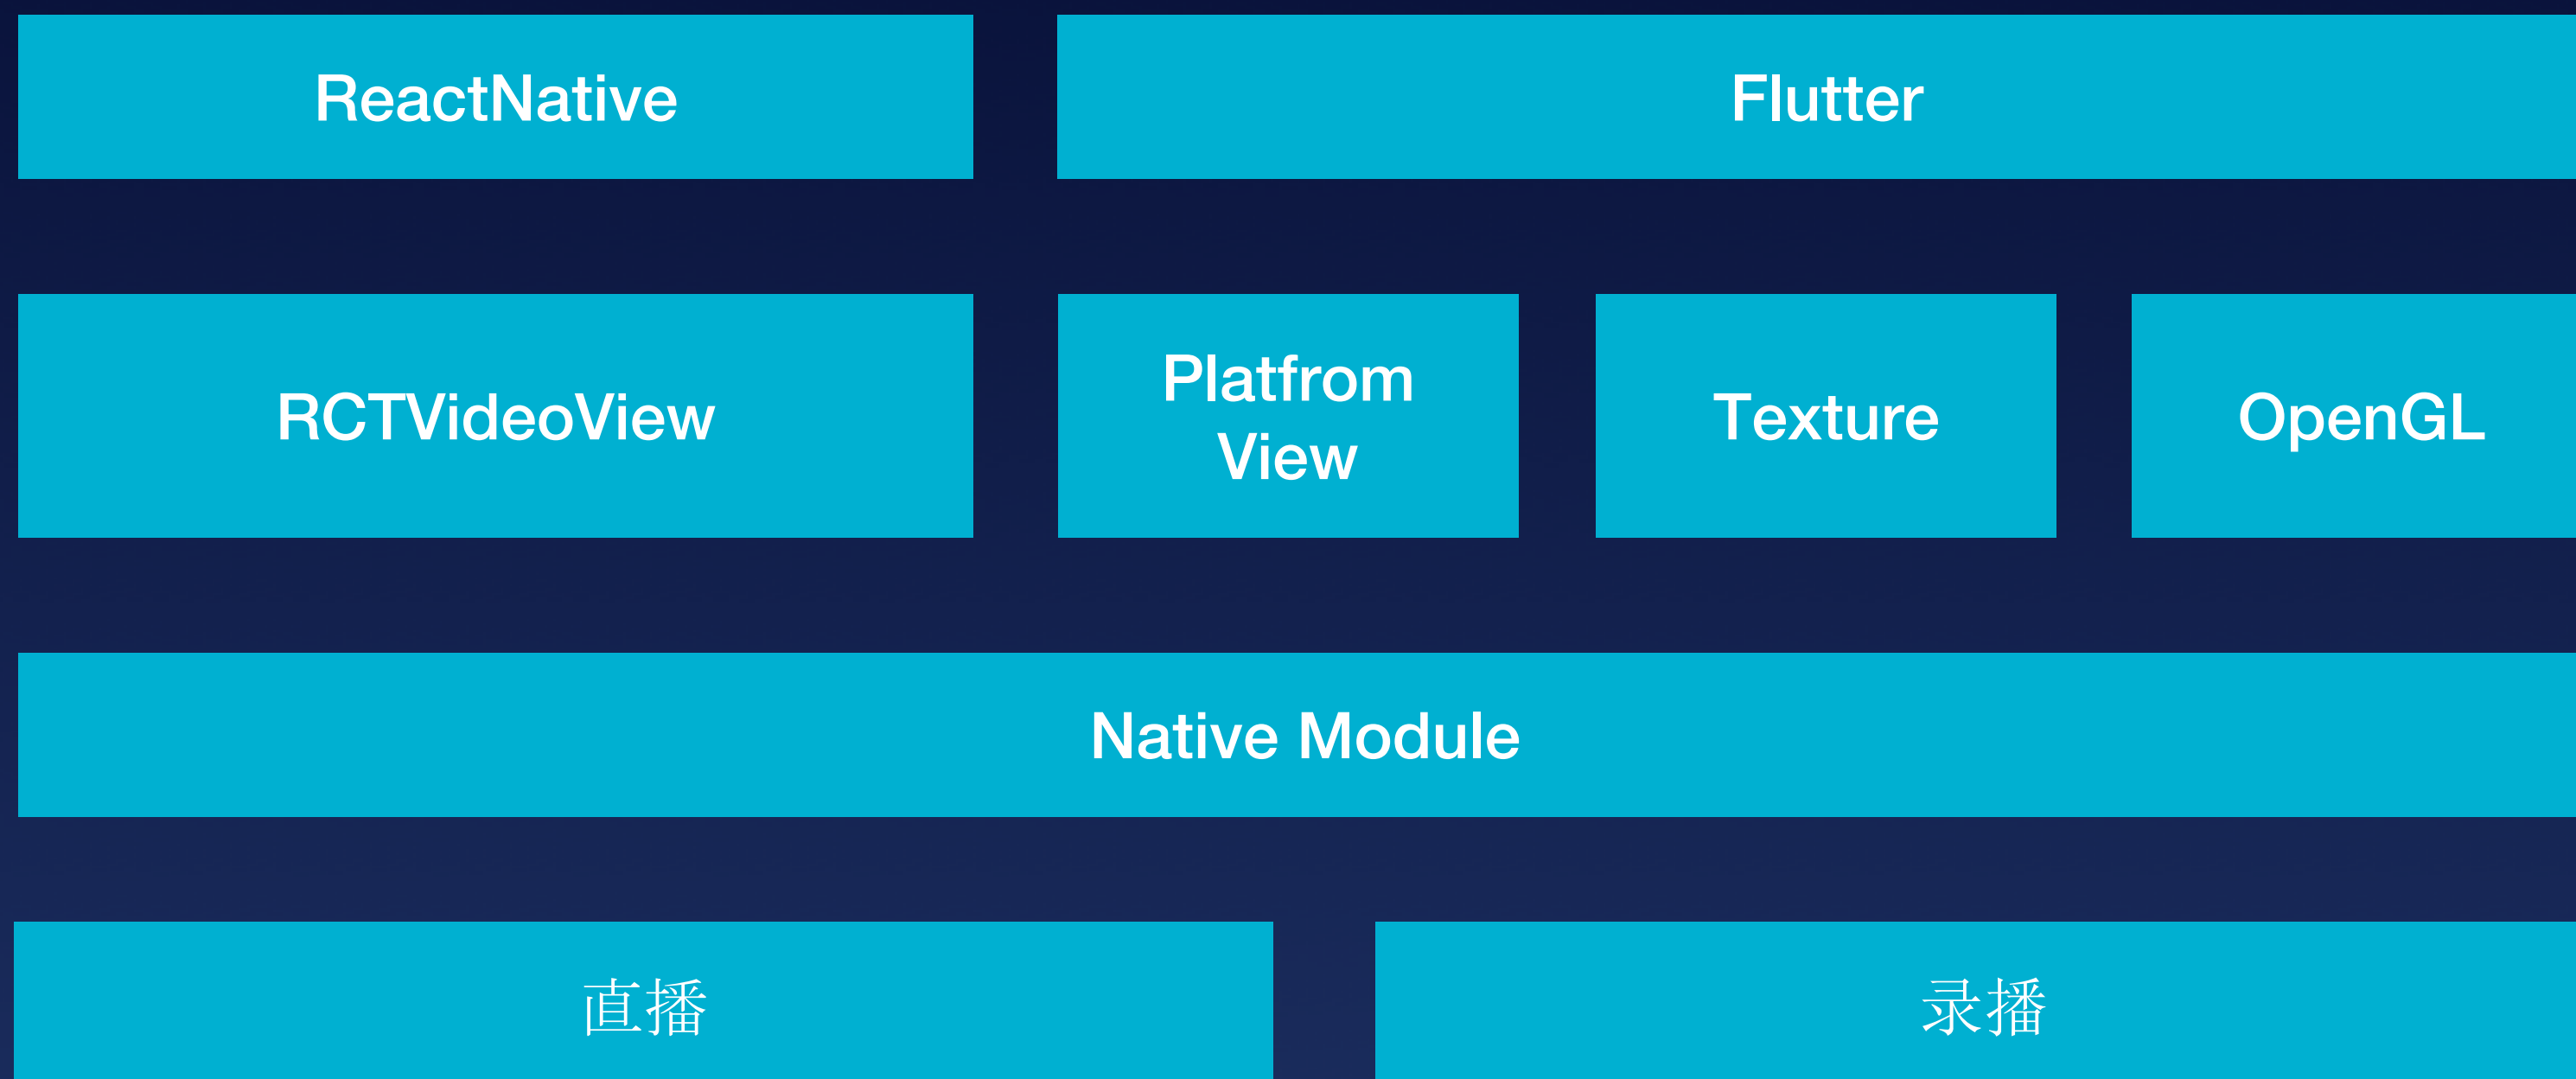 ReactNative
Flutter
RCTVideoView
Platfrom
View
Texture
OpenGL
Native Module
直播
录播